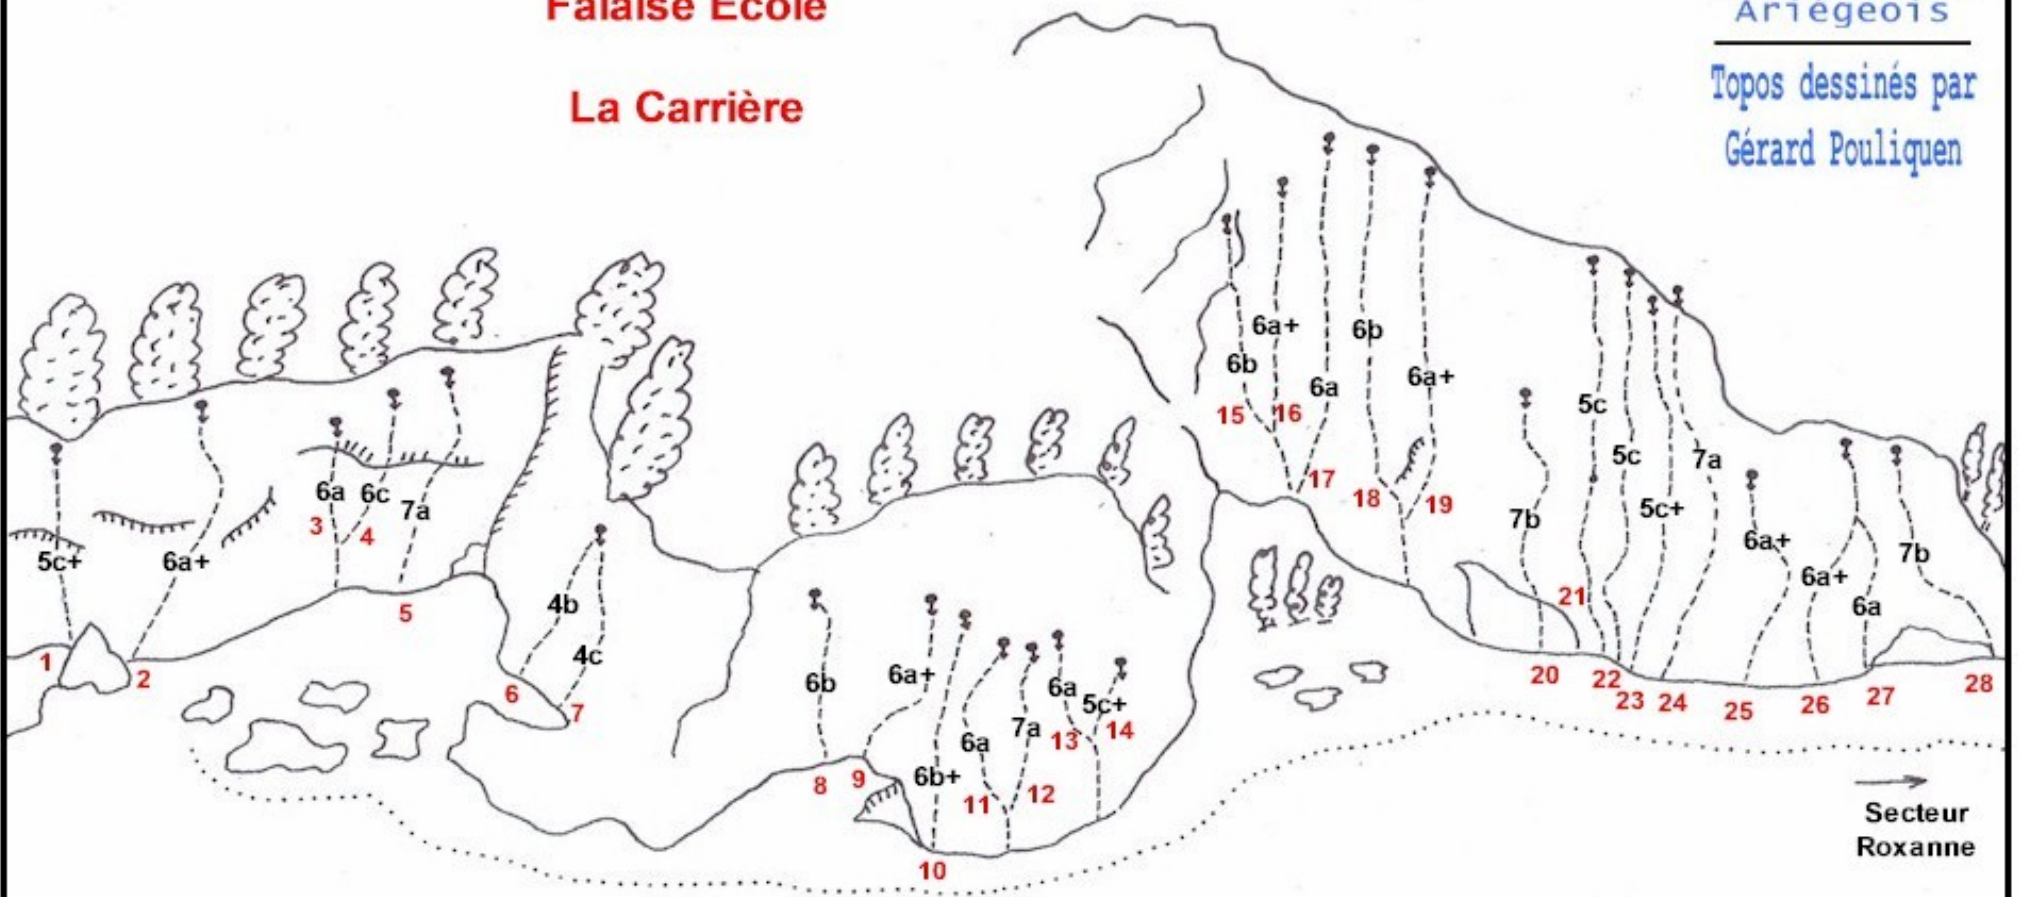 Falaise Ecole
La Carrière
Ariégeois
Topos dessinés par
Gérard Pouliquen
6a+
6b
6b
6a+
6a
5c
15
16
5c
7a
17
18
19
6a
6c
7a
3
4
5c+
7b
6a+
7b
5c+
6a+
6a+
21
6a
4b
5
4c
1
2
6
7
6b
6a+
6a
5c+
20
22
23
24
25
26
27
28
6a
7a
13
14
8
9
6b+
11
12
10
Secteur
Roxanne